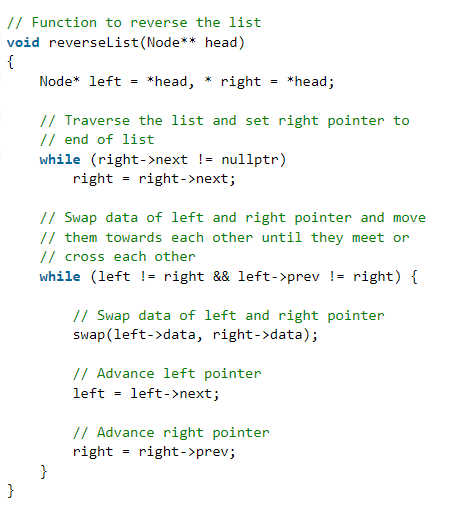 // Function to reverse the list
void reverseList(Node** head)
{
    Node* left = *head, * right = *head;

    // Traverse the list and set right pointer to
    // end of list
    while (right->next != nullptr)
        right = right->next;

    // Swap data of left and right pointer and move
    // them towards each other until they meet or
    // cross each other
    while (left != right && left->prev != right) {

        // Swap data of left and right pointer
        swap(left->data, right->data);

        // Advance left pointer
        left = left->next;

        // Advance right pointer
        right = right->prev;
    }
}